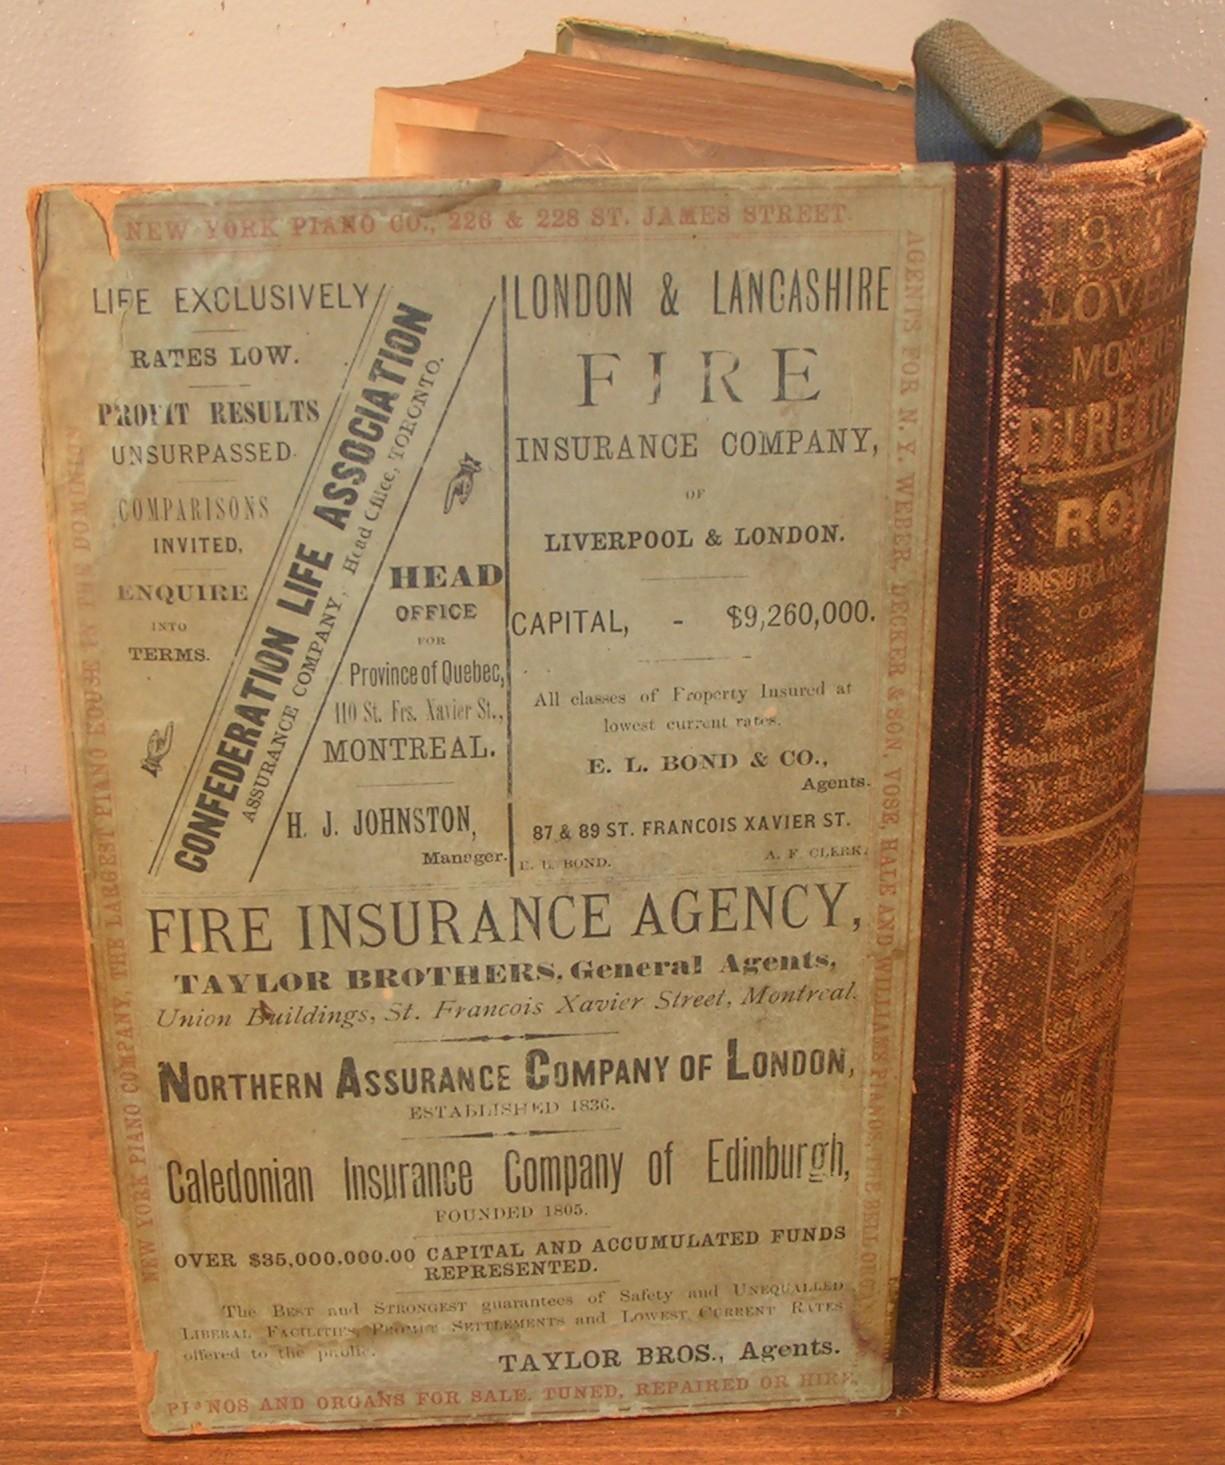 NEW YORK PIANO CO., 226 & 228 ST. JAMES STREET.
LIFE EXCLUSIVELY
RATES LOW.
PROFIT RESULTS
UNSURPASSED.
COMPARISONS
INVITED,
ENQUIRE
INTO
TERMS.
CONFEDERATION LIFE ASSOCIATION
ASSURANCE COMPANY, Head Office, TORONTO.
HEAD
OFFICE
FOR
Province of Quebec,
110 St. Frs. Xavier St.,
MONTREAL.
H. J. JOHNSTON,
Manager.
LONDON & LANCASHIRE
FIRE
INSURANCE COMPANY,
OF
LIVERPOOL & LONDON.
CAPITAL, - $9,260,000.
All classes of Property Insured at
lowest current rates.
E. L. BOND & CO.,
Agents.
87 & 89 ST. FRANCOIS XAVIER ST.
E. L. BOND. A. F. CLERK.
FIRE INSURANCE AGENCY,
TAYLOR BROTHERS, General Agents,
Union Buildings, St. Francois Xavier Street, Montreal.
NORTHERN ASSURANCE COMPANY OF LONDON,
ESTABLISHED 1836.
Caledonian Insurance Company of Edinburgh,
FOUNDED 1805.
OVER $35,000,000.00 CAPITAL AND ACCUMULATED FUNDS
REPRESENTED.
The BEST and STRONGEST guarantees of Safety and UNEQUALLED
LIBERAL FACILITIES, PROMPT SETTLEMENTS and LOWEST CURRENT RATES
offered to the public.
TAYLOR BROS., Agents.
PIANOS AND ORGANS FOR SALE, TUNED, REPAIRED OR HIRE.
NEW YORK PIANO COMPANY, THE LARGEST PIANO HOUSE IN THE DOMINION
AGENTS FOR N. Y. WEBER, DECKER & SON, VOSE, HALE AND WILLIAMS PIANOS, THE BELL ORGAN
LOVELL
DIRECTO
ROYA
INSURANC
OF